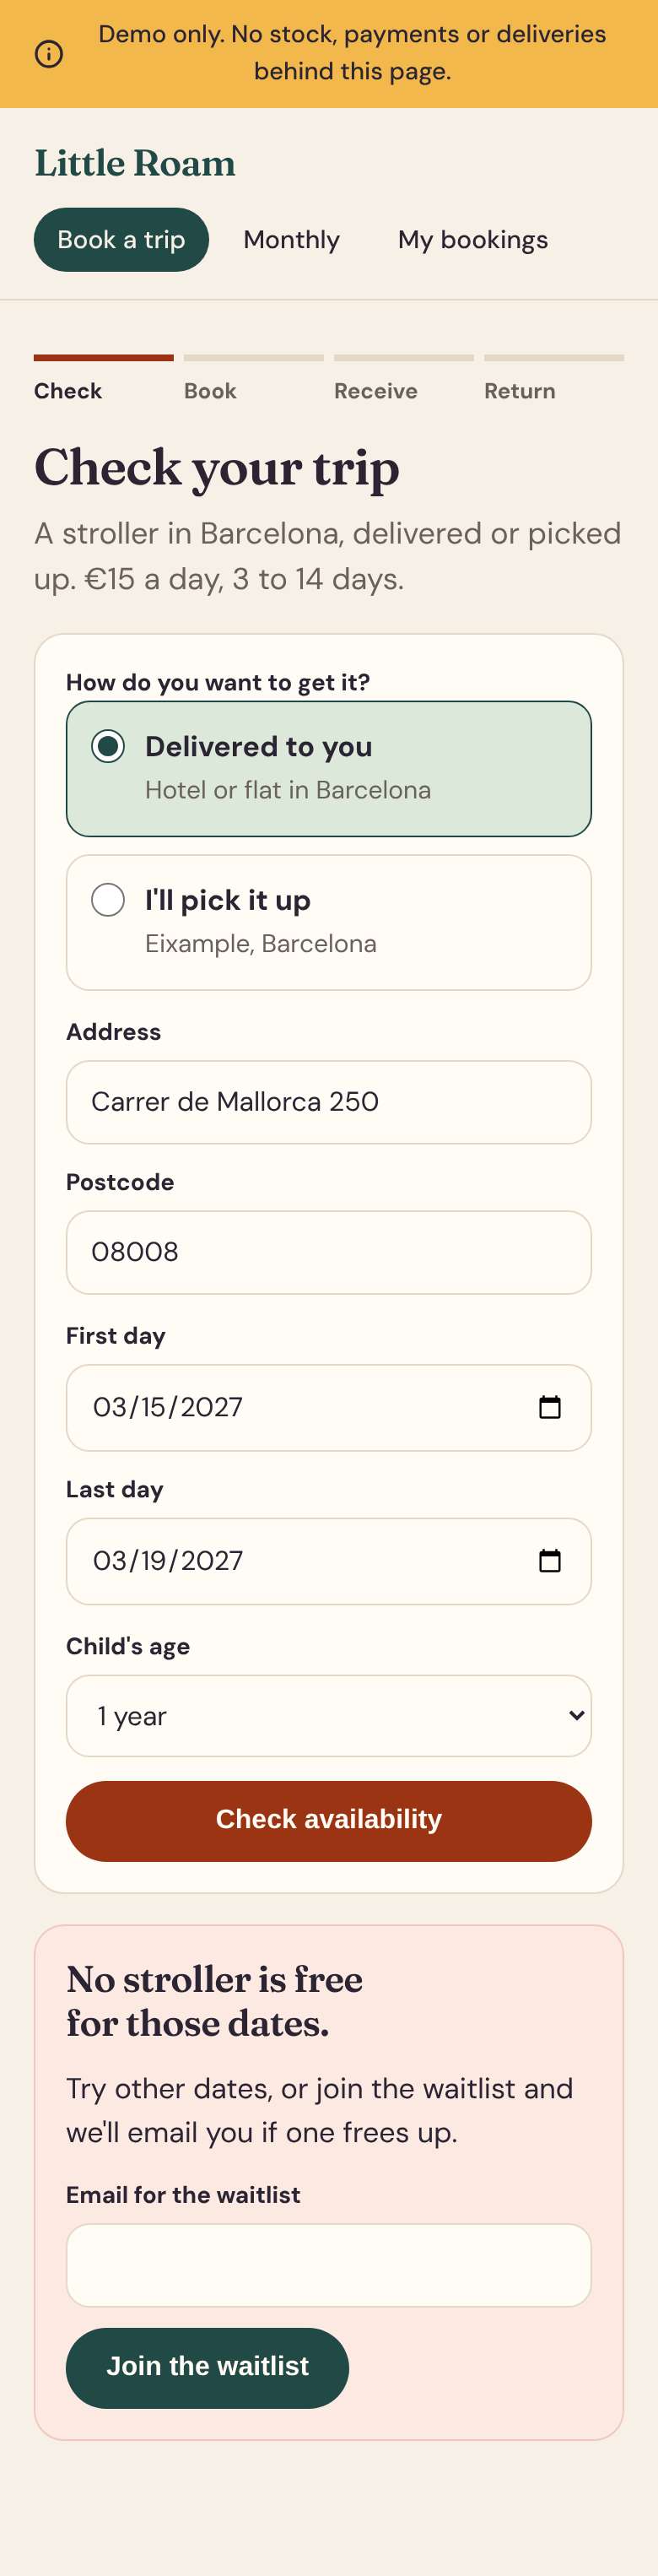 Demo only. No stock, payments or deliveries
behind this page.
Little Roam
Book a trip
Monthly
My bookings
Check
Book
Receive
Return
Check your trip
A stroller in Barcelona, delivered or picked
up. €15 a day, 3 to 14 days.
How do you want to get it?
Delivered to you
Hotel or flat in Barcelona
I'll pick it up
Eixample, Barcelona
Address
Carrer de Mallorca 250
Postcode
08008
First day
03/15/2027
Last day
03/19/2027
Child's age
1 year
Check availability
No stroller is free
for those dates.
Try other dates, or join the waitlist and
we'll email you if one frees up.
Email for the waitlist
Join the waitlist